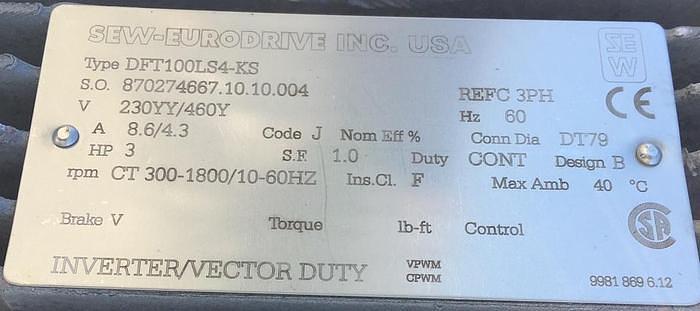 SEW-EURODRIVE INC. USA
SEW
Type DFT100LS4-KS
S.O. 870274667.10.10.004 REFC 3PH CE
V 230YY/460Y Hz 60
A 8.6/4.3 Code J Nom Eff % Conn Dia DT79
HP 3 S.F. 1.0 Duty CONT Design B
rpm CT 300-1800/10-60HZ Ins.Cl. F Max Amb 40 °C
Brake V Torque lb-ft Control SA
INVERTER/VECTOR DUTY VPWM
CPWM
9981 869 6.12